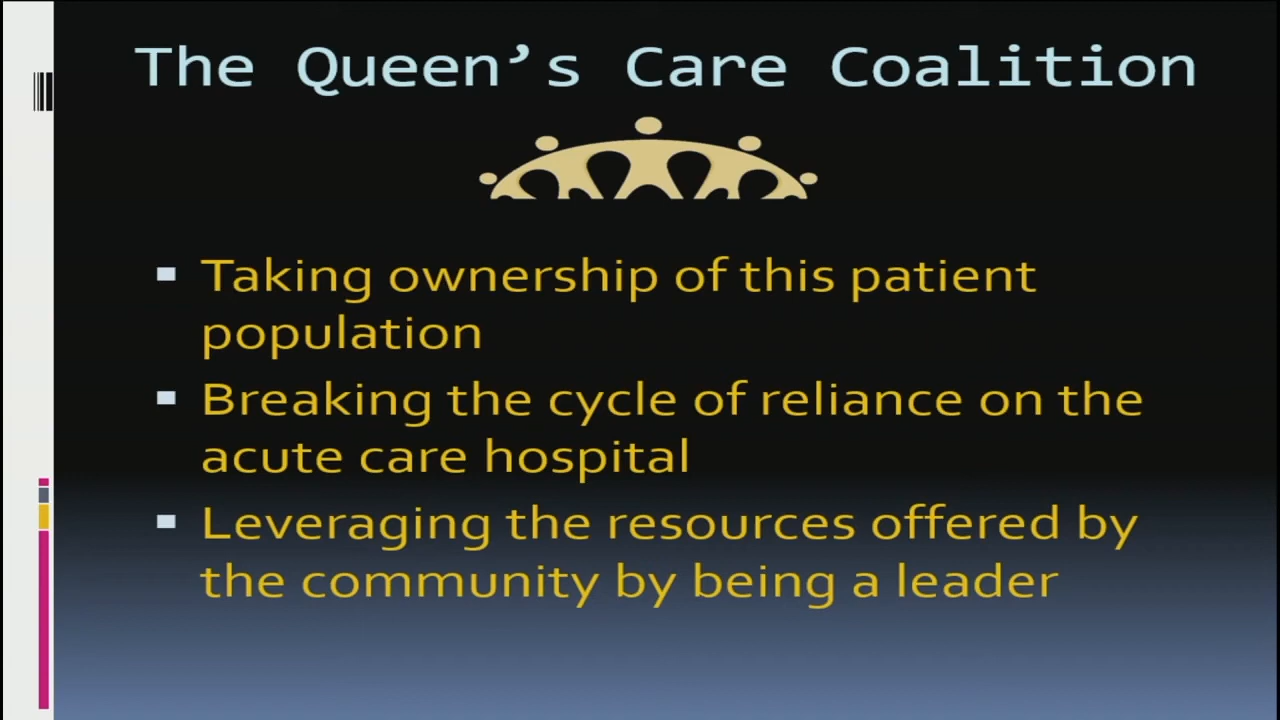 The Queen’s Care Coalition
▪ Taking ownership of this patient
population
▪ Breaking the cycle of reliance on the
acute care hospital
▪ Leveraging the resources offered by
the community by being a leader